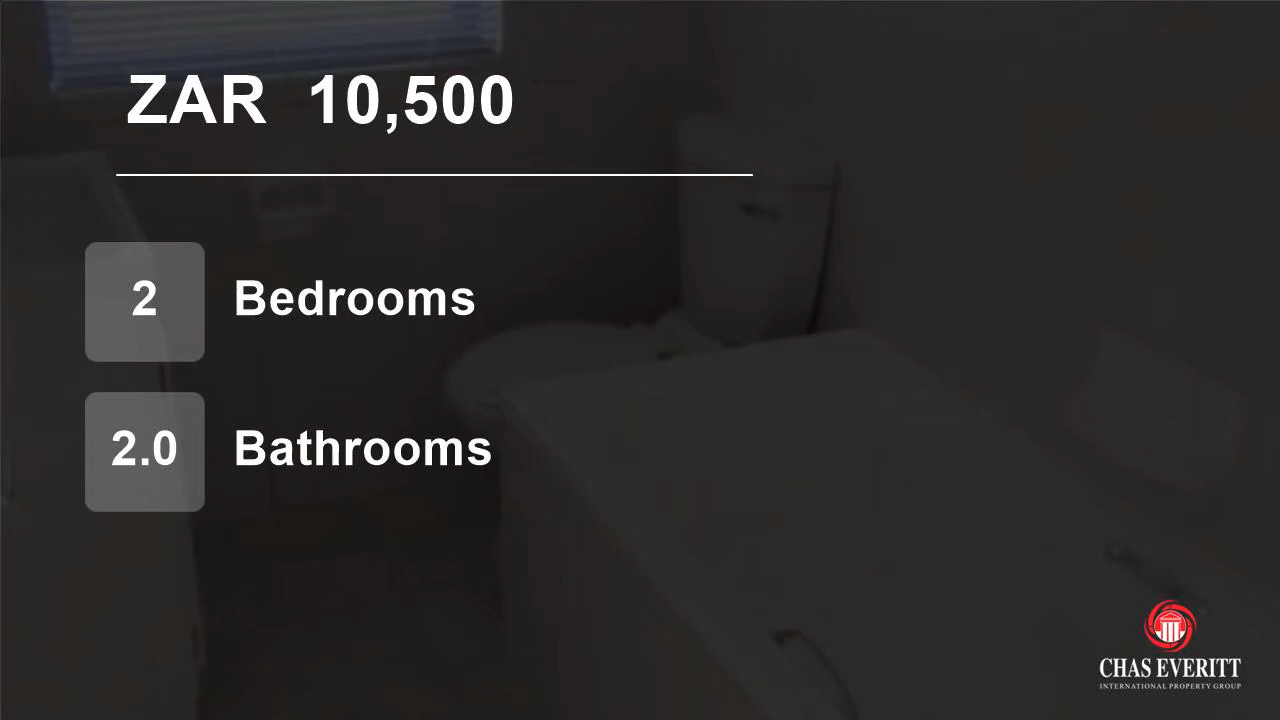 ZAR 10,500
2 Bedrooms
2.0 Bathrooms
CHAS EVERITT
INTERNATIONAL PROPERTY GROUP